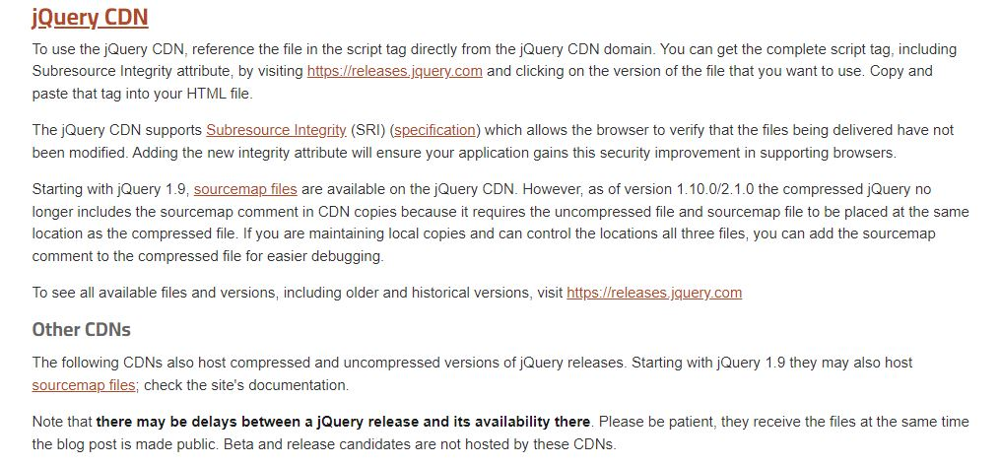 jQuery CDN
To use the jQuery CDN, reference the file in the script tag directly from the jQuery CDN domain. You can get the complete script tag, including
Subresource Integrity attribute, by visiting https://releases.jquery.com and clicking on the version of the file that you want to use. Copy and
paste that tag into your HTML file.
The jQuery CDN supports Subresource Integrity (SRI) (specification) which allows the browser to verify that the files being delivered have not
been modified. Adding the new integrity attribute will ensure your application gains this security improvement in supporting browsers.
Starting with jQuery 1.9, sourcemap files are available on the jQuery CDN. However, as of version 1.10.0/2.1.0 the compressed jQuery no
longer includes the sourcemap comment in CDN copies because it requires the uncompressed file and sourcemap file to be placed at the same
location as the compressed file. If you are maintaining local copies and can control the locations all three files, you can add the sourcemap
comment to the compressed file for easier debugging.
To see all available files and versions, including older and historical versions, visit https://releases.jquery.com
Other CDNs
The following CDNs also host compressed and uncompressed versions of jQuery releases. Starting with jQuery 1.9 they may also host
sourcemap files; check the site's documentation.
Note that there may be delays between a jQuery release and its availability there. Please be patient, they receive the files at the same time
the blog post is made public. Beta and release candidates are not hosted by these CDNs.